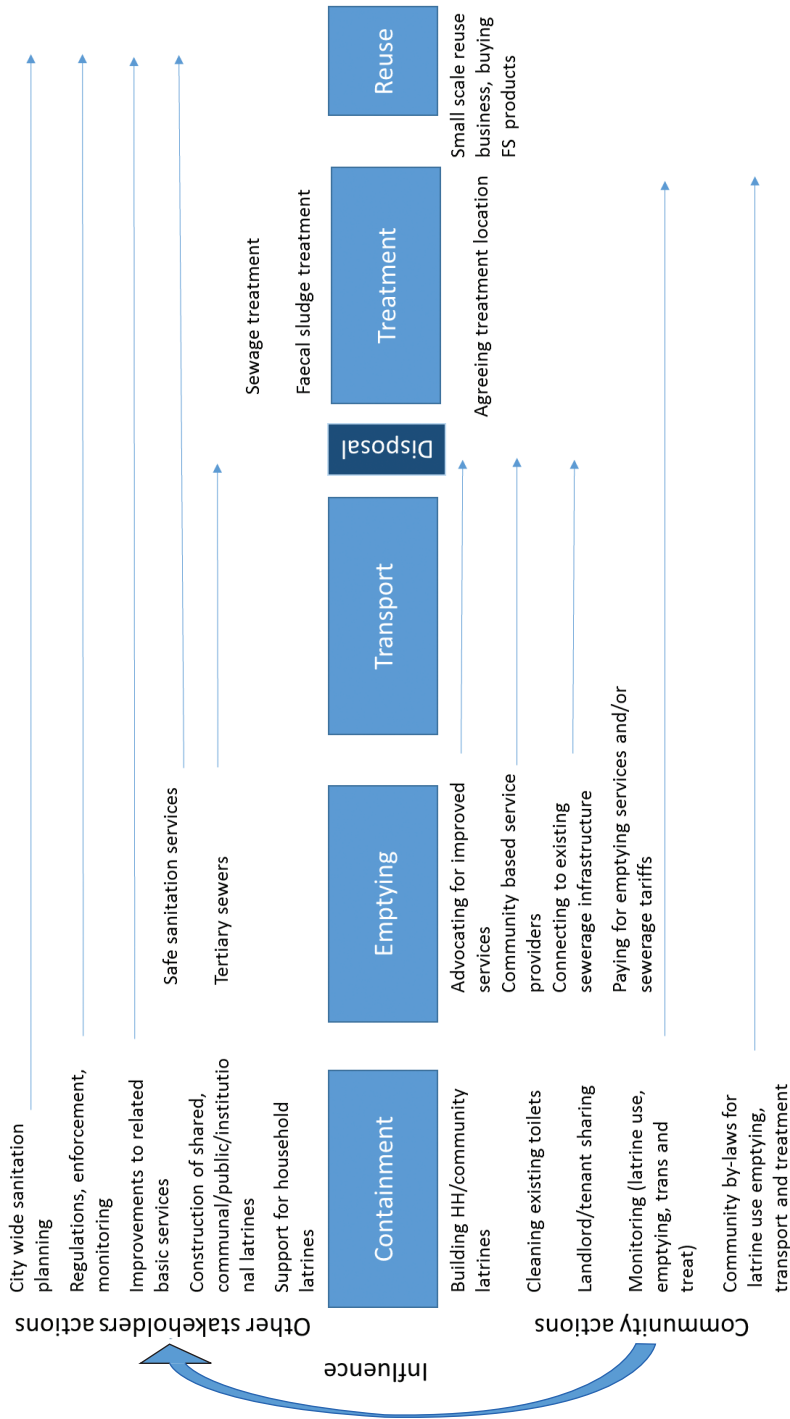 City wide sanitation
planning
Regulations, enforcement,
monitoring
Improvements to related
basic services
Construction of shared,
communal/public/institutio
nal latrines
Support for household
latrines
Safe sanitation services
Tertiary sewers
Sewage treatment
Faecal sludge treatment
Other stakeholders actions
Influence
Containment
Emptying
Transport
Disposal
Treatment
Reuse
Community actions
Building HH/community
latrines
Cleaning existing toilets
Landlord/tenant sharing
Monitoring (latrine use,
emptying, trans and
treat)
Community by-laws for
latrine use emptying,
transport and treatment
Advocating for improved
services
Community based service
providers
Connecting to existing
sewerage infrastructure
Paying for emptying services and/or
sewerage tariffs
Agreeing treatment location
Small scale reuse
business, buying
FS products